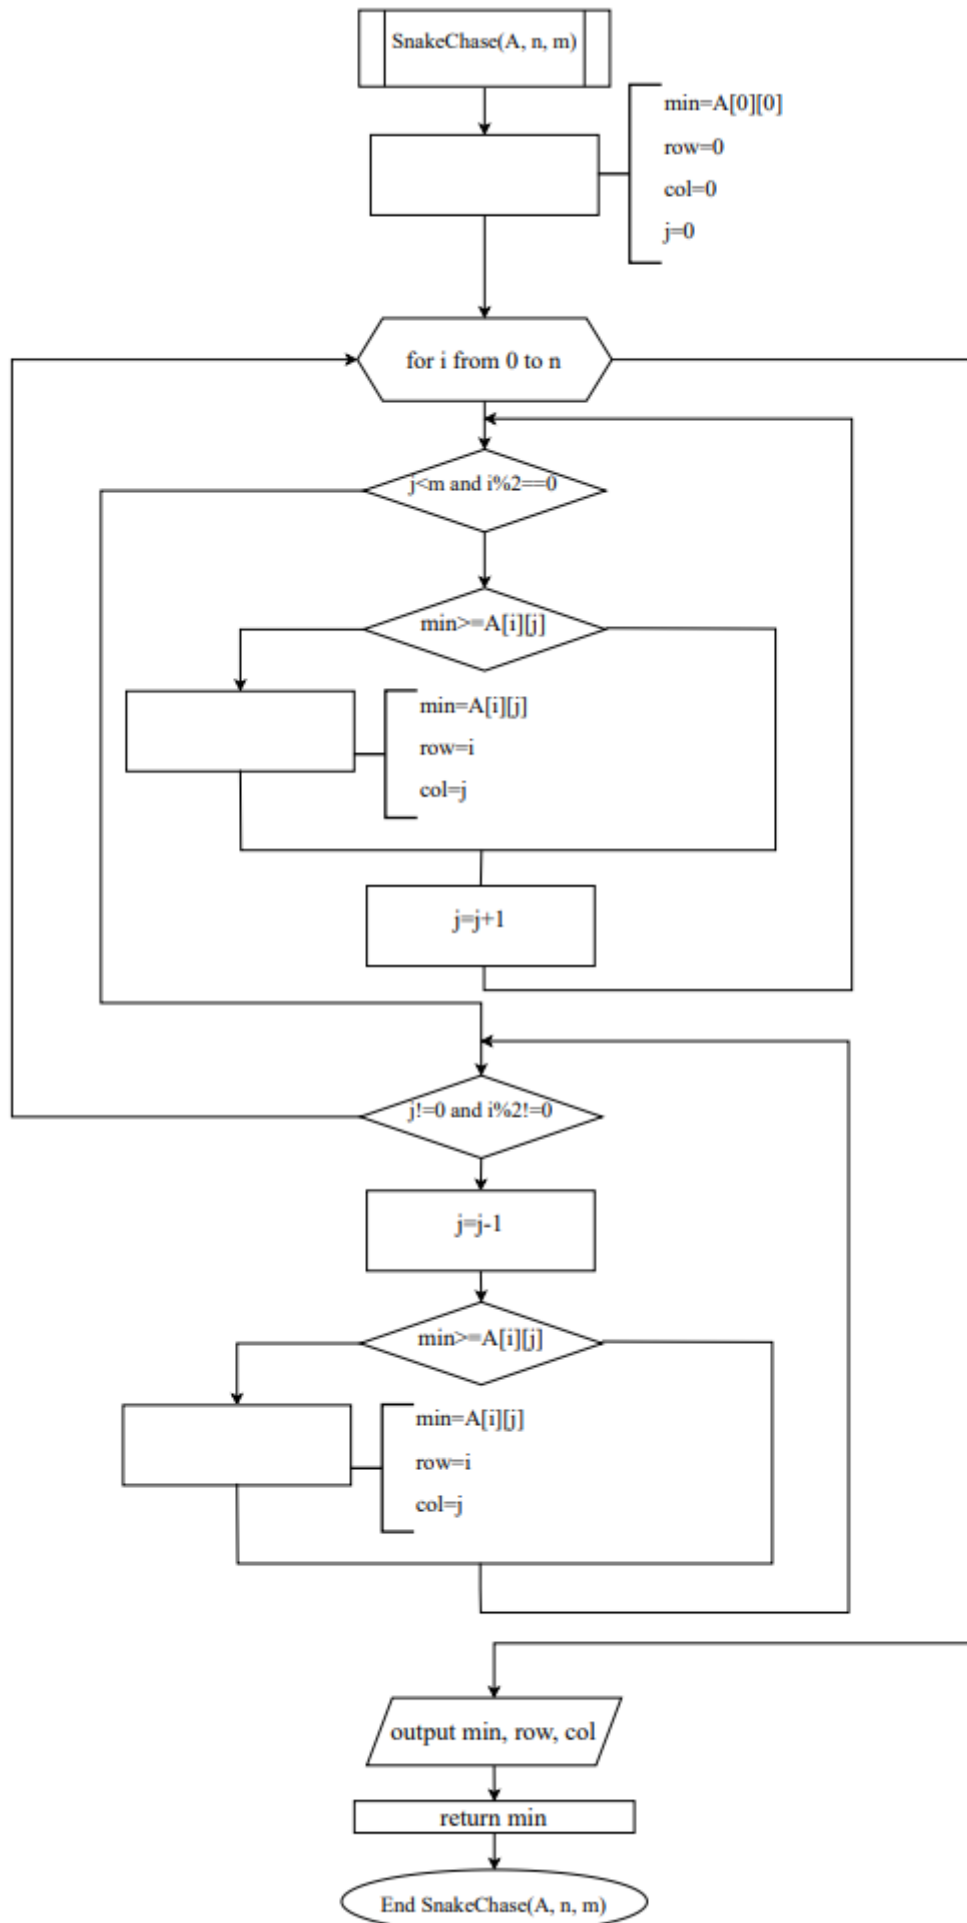 SnakeChase(A, n, m)
min=A[0][0]
row=0
col=0
j=0
for i from 0 to n
j<m and i%2==0
min>=A[i][j]
min=A[i][j]
row=i
col=j
j=j+1
j!=0 and i%2!=0
j=j-1
min>=A[i][j]
min=A[i][j]
row=i
col=j
output min, row, col
return min
End SnakeChase(A, n, m)